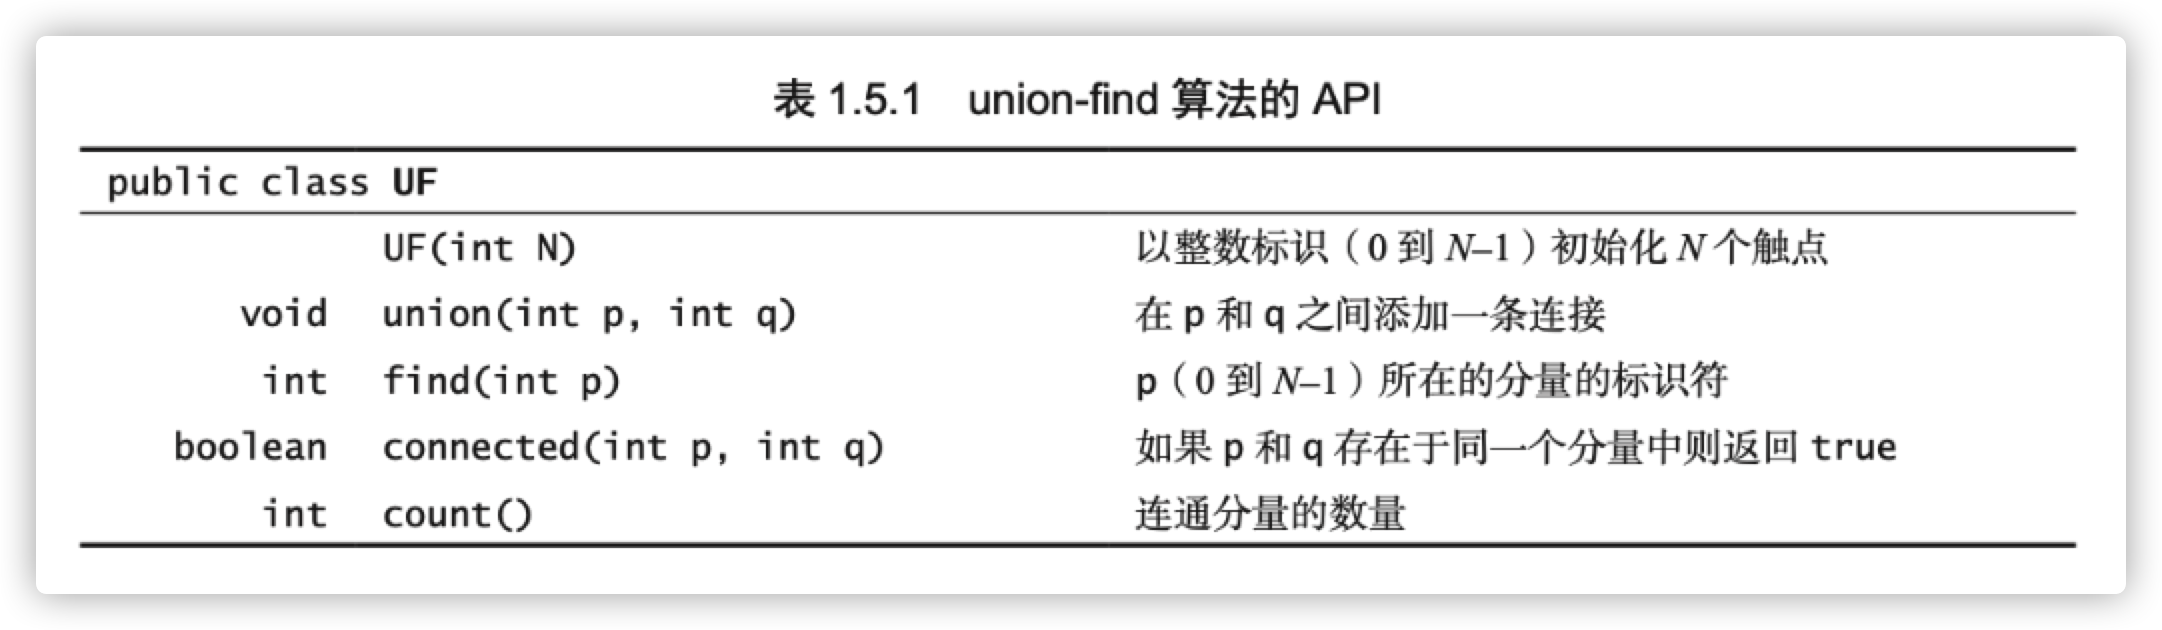 表 1.5.1 union-find 算法的 API
public class UF
UF(int N) 以整数标识（0 到 N–1）初始化 N 个触点
void union(int p, int q) 在 p 和 q 之间添加一条连接
int find(int p) p（0 到 N–1）所在的分量的标识符
boolean connected(int p, int q) 如果 p 和 q 存在于同一个分量中则返回 true
int count() 连通分量的数量